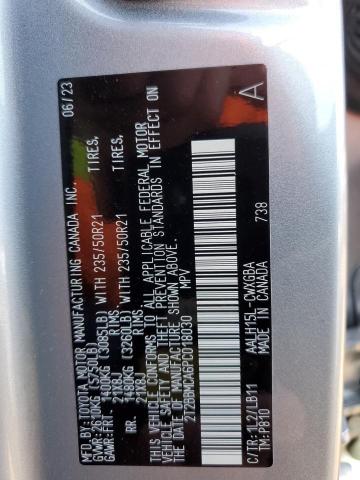 MFD. BY: TOYOTA MOTOR MANUFACTURING CANADA INC. 06/23
GVWR: 2610KG (5750LB)
GAWR: FRT. 1400KG (3085LB) WITH 235/50R21 TIRES,
21X8J RIMS
RR. 1480KG (3260LB) WITH 235/50R21 TIRES,
21X8J RIMS
THIS VEHICLE CONFORMS TO ALL APPLICABLE FEDERAL MOTOR
VEHICLE SAFETY AND THEFT PREVENTION STANDARDS IN EFFECT ON
THE DATE OF MANUFACTURE SHOWN ABOVE.
MPV A
738
C/TR:1L2/LB11 AALH15L-CWXGBA
TM:P810 MADE IN CANADA